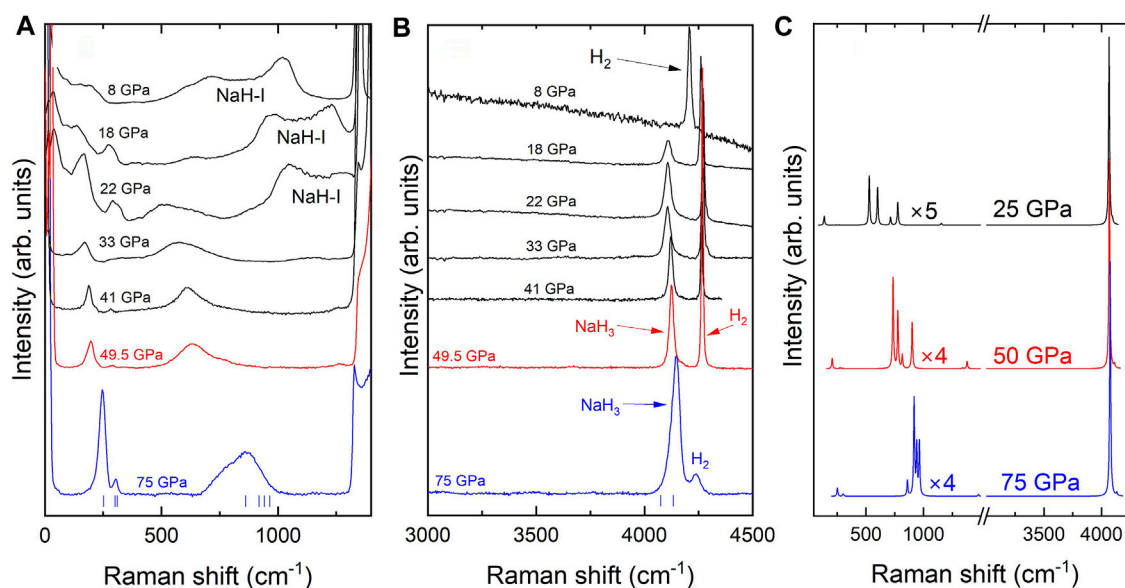 A
Intensity (arb. units)
8 GPa
NaH-I
18 GPa
NaH-I
22 GPa
NaH-I
33 GPa
41 GPa
49.5 GPa
75 GPa
0 500 1000
Raman shift (cm-1)
B
Intensity (arb. units)
H2
8 GPa
18 GPa
22 GPa
33 GPa
41 GPa
NaH3
H2
49.5 GPa
NaH3
H2
75 GPa
3000 3500 4000 4500
Raman shift (cm-1)
C
Intensity (arb. units)
×5 25 GPa
×4 50 GPa
×4 75 GPa
500 1000 3500 4000
Raman shift (cm-1)